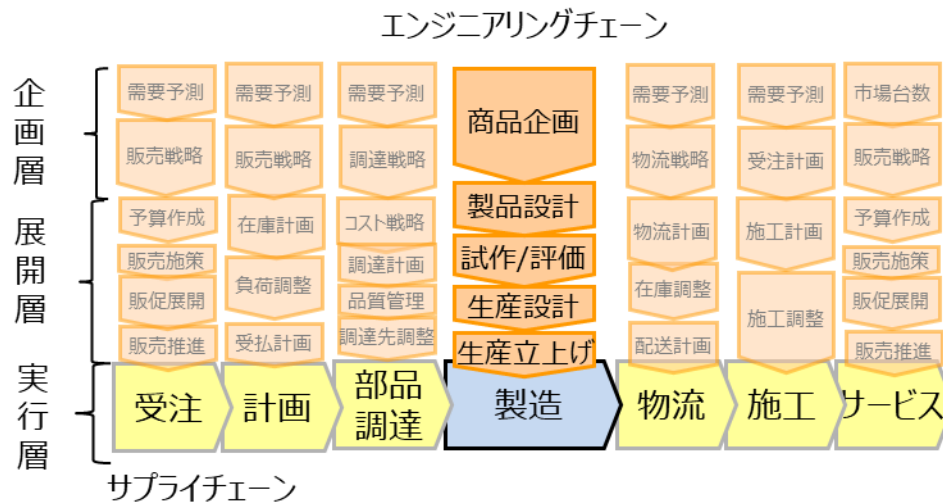 エンジニアリングチェーン
企画層
展開層
実行層
需要予測
販売戦略
予算作成
販売施策
販促展開
販売推進
需要予測
販売戦略
在庫計画
負荷調整
受払計画
需要予測
調達戦略
コスト戦略
調達計画
品質管理
調達先調整
商品企画
製品設計
試作/評価
生産設計
生産立上げ
需要予測
物流戦略
物流計画
在庫調整
配送計画
需要予測
受注計画
施工計画
施工調整
市場台数
販売戦略
予算作成
販売施策
販促展開
販売推進
受注
計画
部品
調達
製造
物流
施工
サービス
サプライチェーン